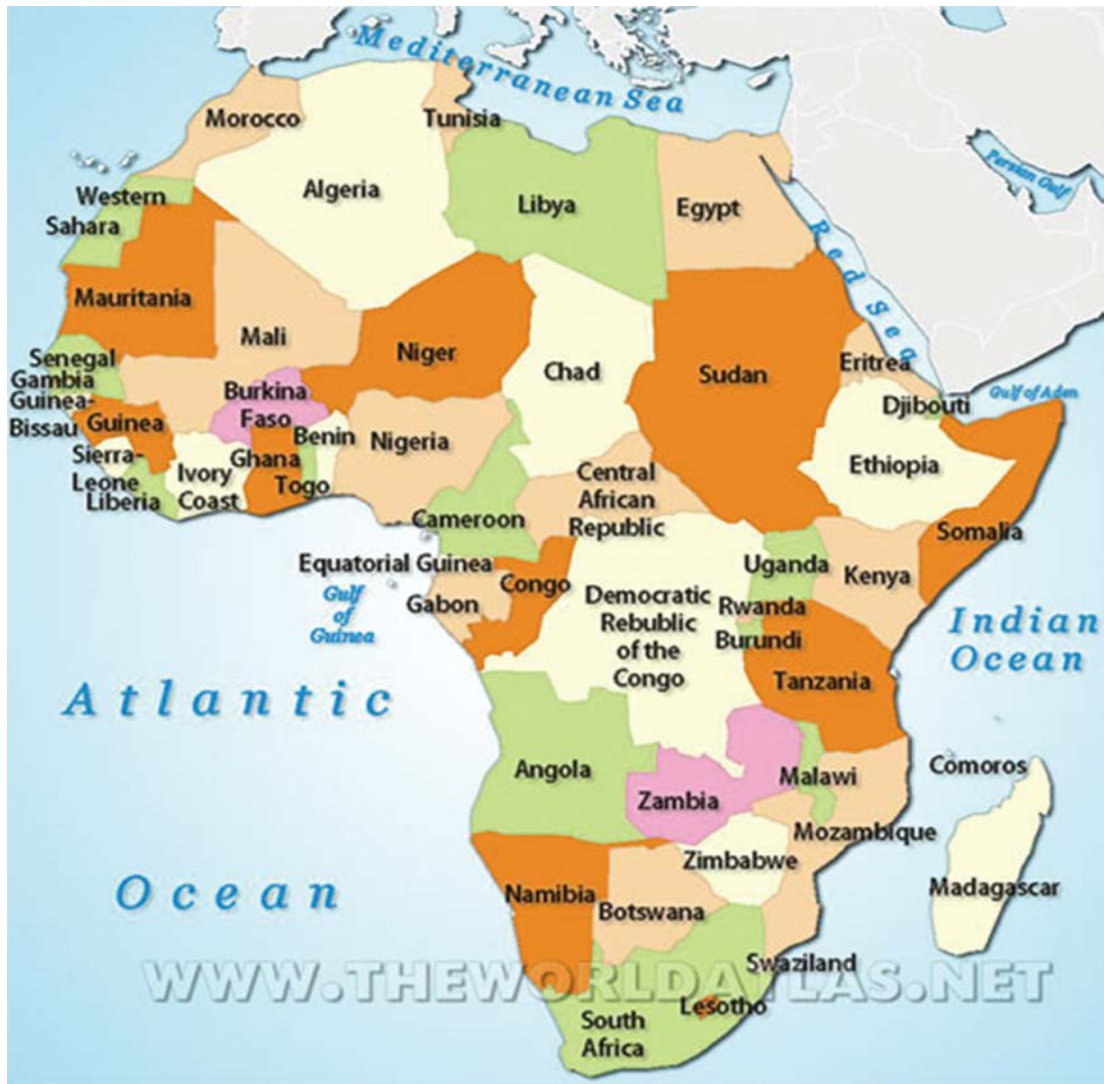 Mediterranean Sea
Morocco
Tunisia
Algeria
Libya
Egypt
Persian Gulf
Western
Sahara
Red Sea
Mauritania
Mali
Niger
Chad
Sudan
Eritrea
Gulf of Aden
Senegal
Gambia
Guinea-
Bissau
Guinea
Burkina
Faso
Djibouti
Sierra-
Leone
Liberia
Ivory
Coast
Ghana
Togo
Benin
Nigeria
Ethiopia
Central
African
Republic
Cameroon
Somalia
Equatorial Guinea
Gulf
of
Guinea
Gabon
Congo
Uganda
Kenya
Democratic
Rebublic
of the
Congo
Rwanda
Burundi
Indian
Ocean
Tanzania
Atlantic
Ocean
Angola
Zambia
Malawi
Comoros
Mozambique
Zimbabwe
Madagascar
Namibia
Botswana
Swaziland
WWW.THEWORLDATLAS.NET
Lesotho
South
Africa